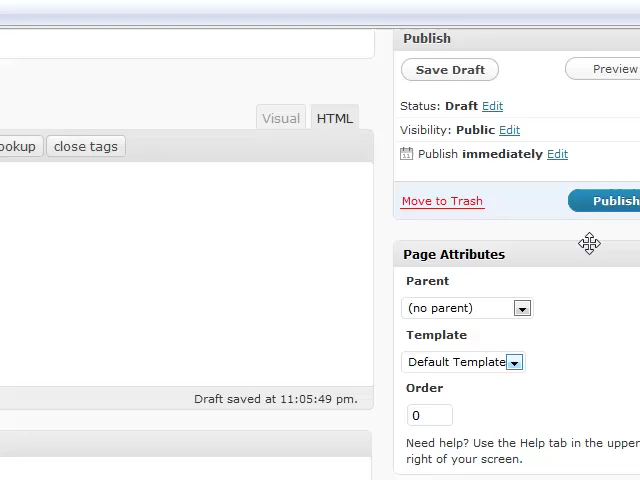 Publish
Save Draft
Preview
Status: Draft Edit
Visual HTML
Visibility: Public Edit
ookup close tags
Publish immediately Edit
Move to Trash
Publish
Page Attributes
Parent
(no parent)
Template
Default Template
Order
Draft saved at 11:05:49 pm.
0
Need help? Use the Help tab in the upper
right of your screen.